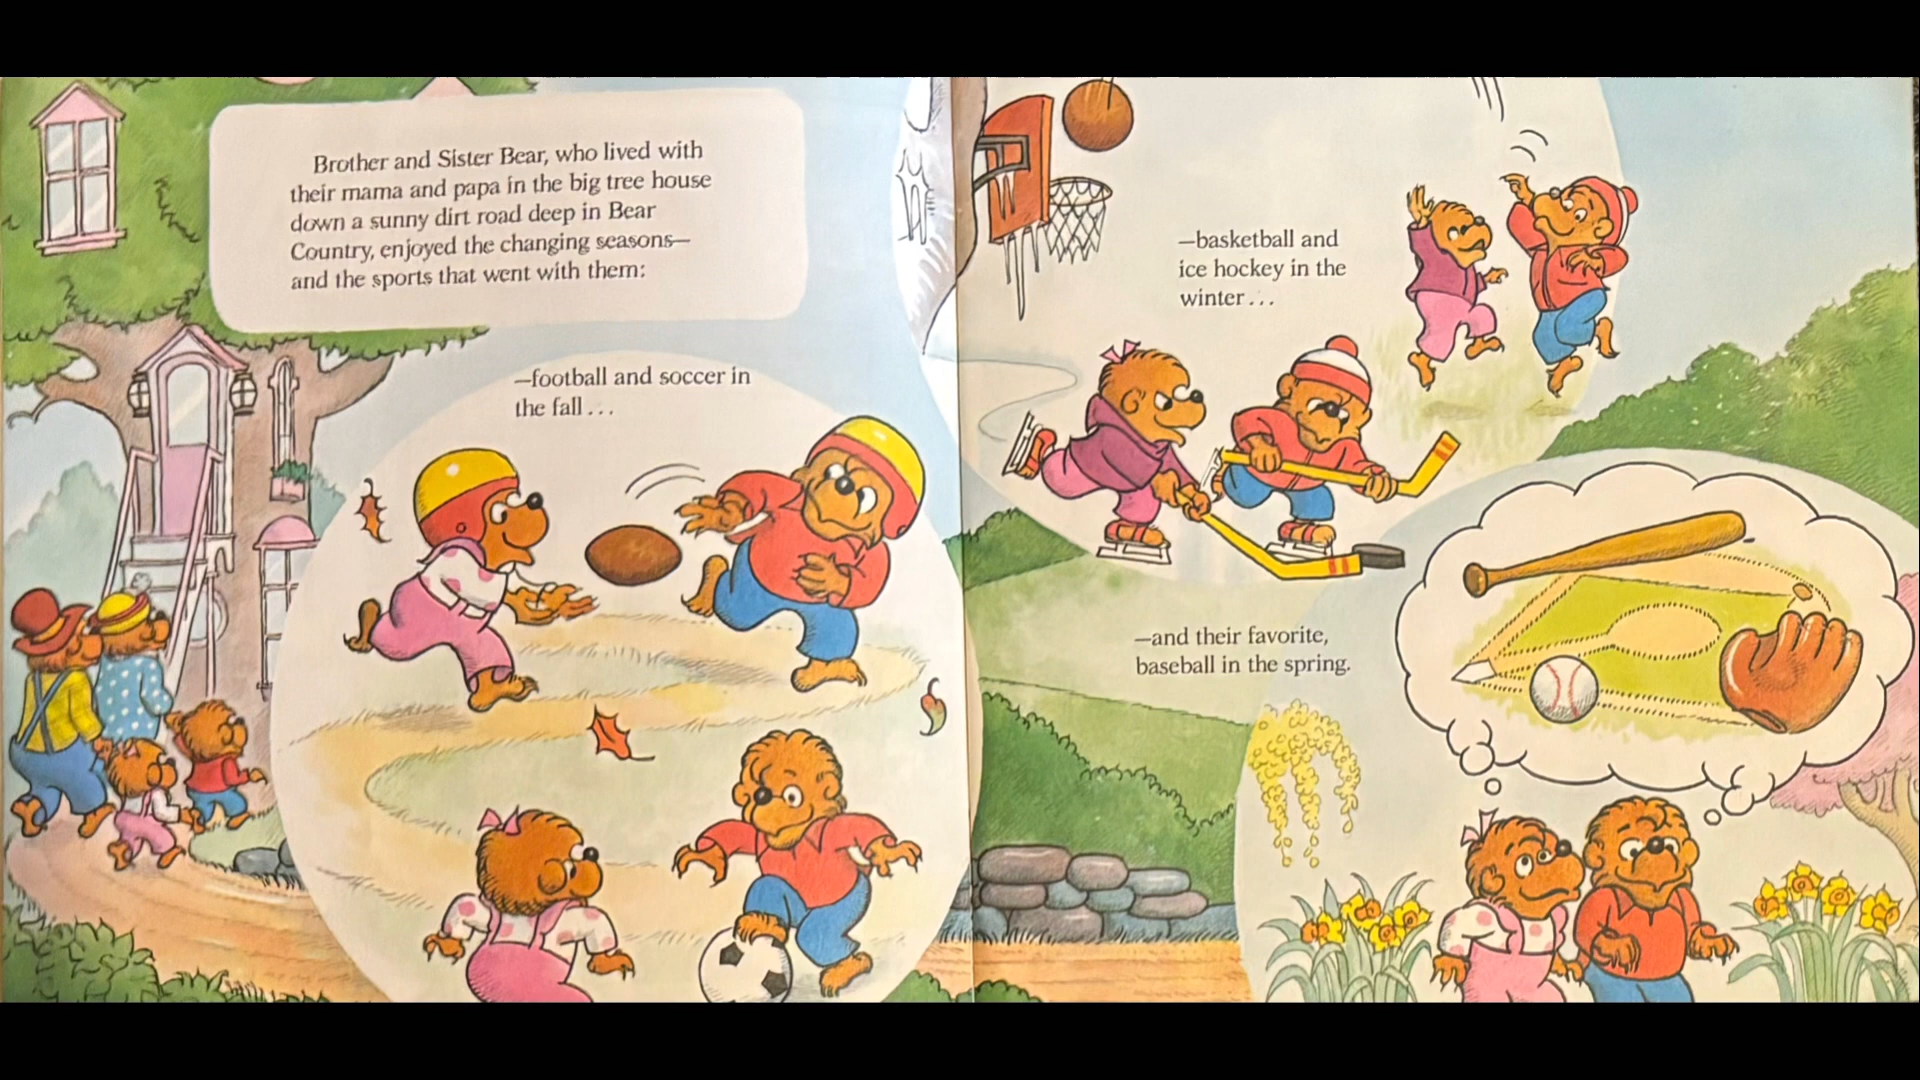 Brother and Sister Bear, who lived with
their mama and papa in the big tree house
down a sunny dirt road deep in Bear
Country, enjoyed the changing seasons—
and the sports that went with them:
—football and soccer in
the fall . . .
—basketball and
ice hockey in the
winter . . .
—and their favorite,
baseball in the spring.